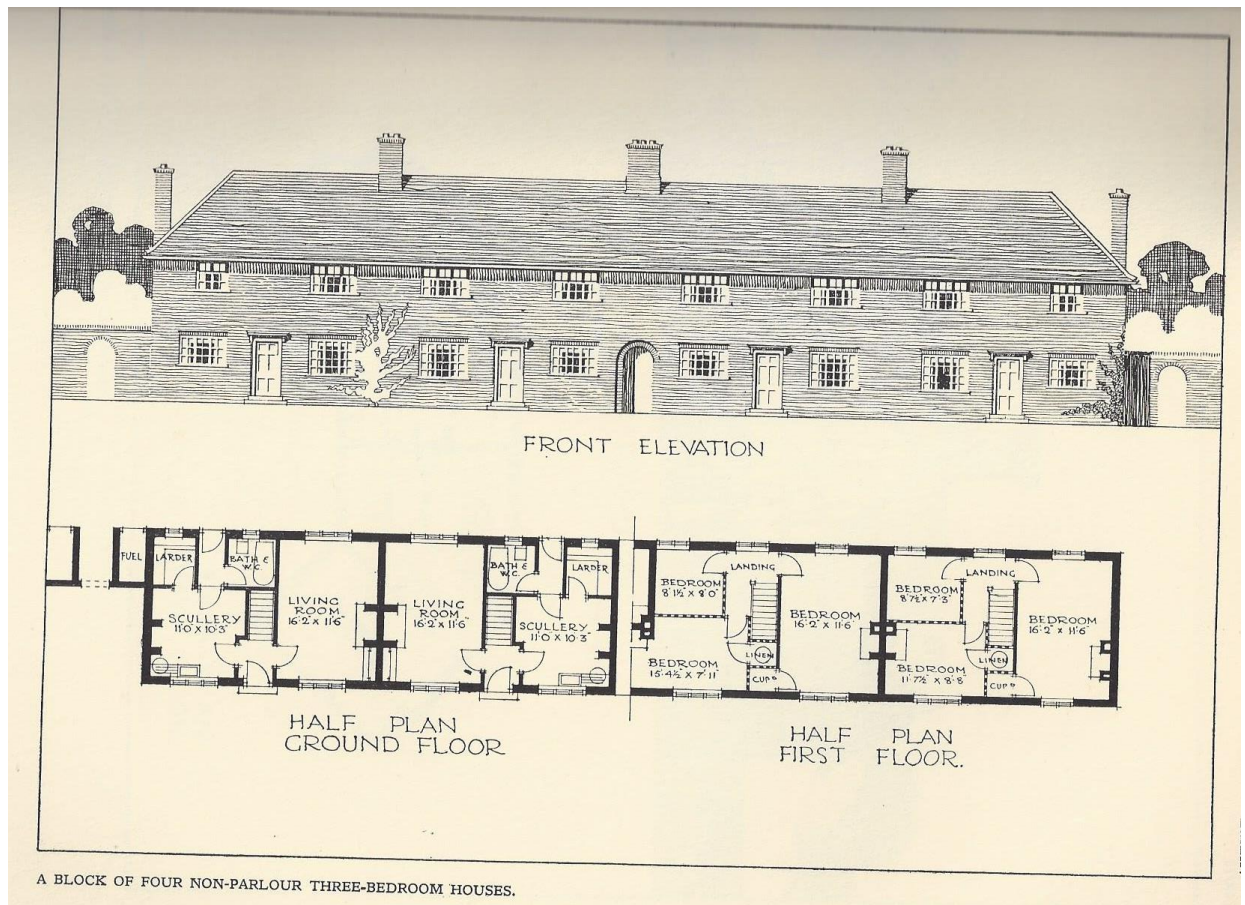 FRONT ELEVATION
FUEL
LARDER
BATH &
W.C.
SCULLERY
11'0" X 10'3"
LIVING
ROOM
16'2" X 11'6"
LIVING
ROOM
16'2" X 11'6"
BATH &
W.C.
LARDER
SCULLERY
11'0" X 10'3"
HALF PLAN
GROUND FLOOR
BEDROOM
8'1½" X 8'0"
LANDING
BEDROOM
16'2" X 11'6"
BEDROOM
15'4½" X 7'11"
LINEN
CUPD
BEDROOM
8'7½" X 7'3"
LANDING
BEDROOM
16'2" X 11'6"
BEDROOM
11'7½" X 8'8"
LINEN
CUPD
HALF PLAN
FIRST FLOOR.
A BLOCK OF FOUR NON-PARLOUR THREE-BEDROOM HOUSES.